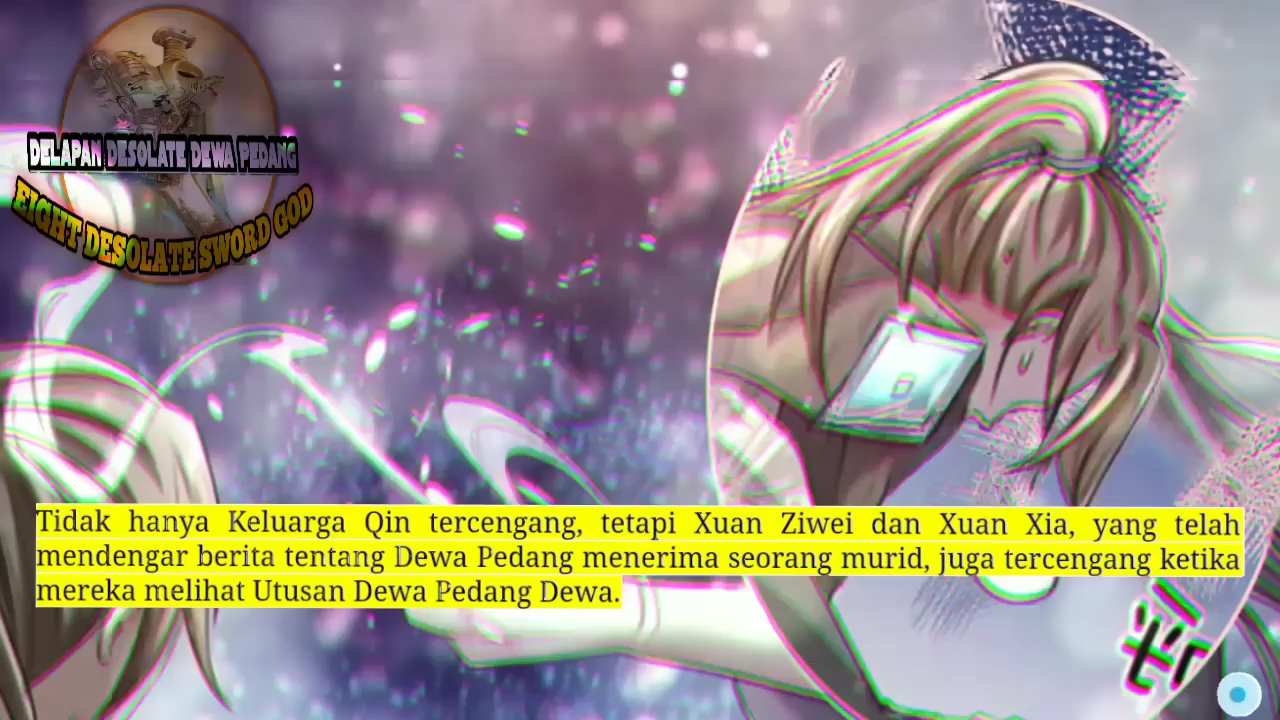 DELAPAN DESOLATE DEWA PEDANG
EIGHT DESOLATE SWORD GOD
Tidak hanya Keluarga Qin tercengang, tetapi Xuan Ziwei dan Xuan Xia, yang telah
mendengar berita tentang Dewa Pedang menerima seorang murid, juga tercengang ketika
mereka melihat Utusan Dewa Pedang Dewa.